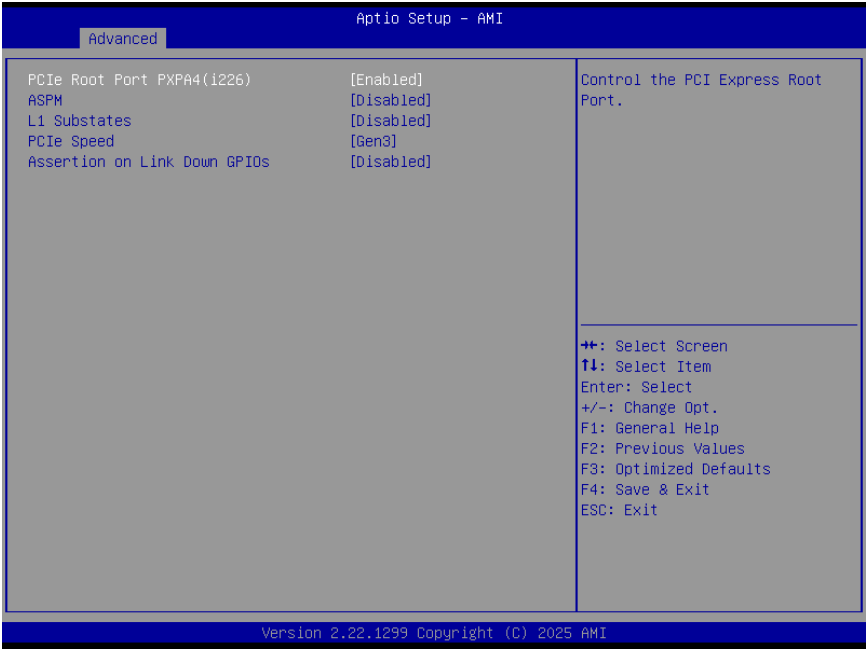 Aptio Setup – AMI
Advanced
PCIe Root Port PXPA4(i226) [Enabled]
ASPM [Disabled]
L1 Substates [Disabled]
PCIe Speed [Gen3]
Assertion on Link Down GPIOs [Disabled]
Control the PCI Express Root
Port.
→←: Select Screen
↑↓: Select Item
Enter: Select
+/-: Change Opt.
F1: General Help
F2: Previous Values
F3: Optimized Defaults
F4: Save & Exit
ESC: Exit
Version 2.22.1299 Copyright (C) 2025 AMI